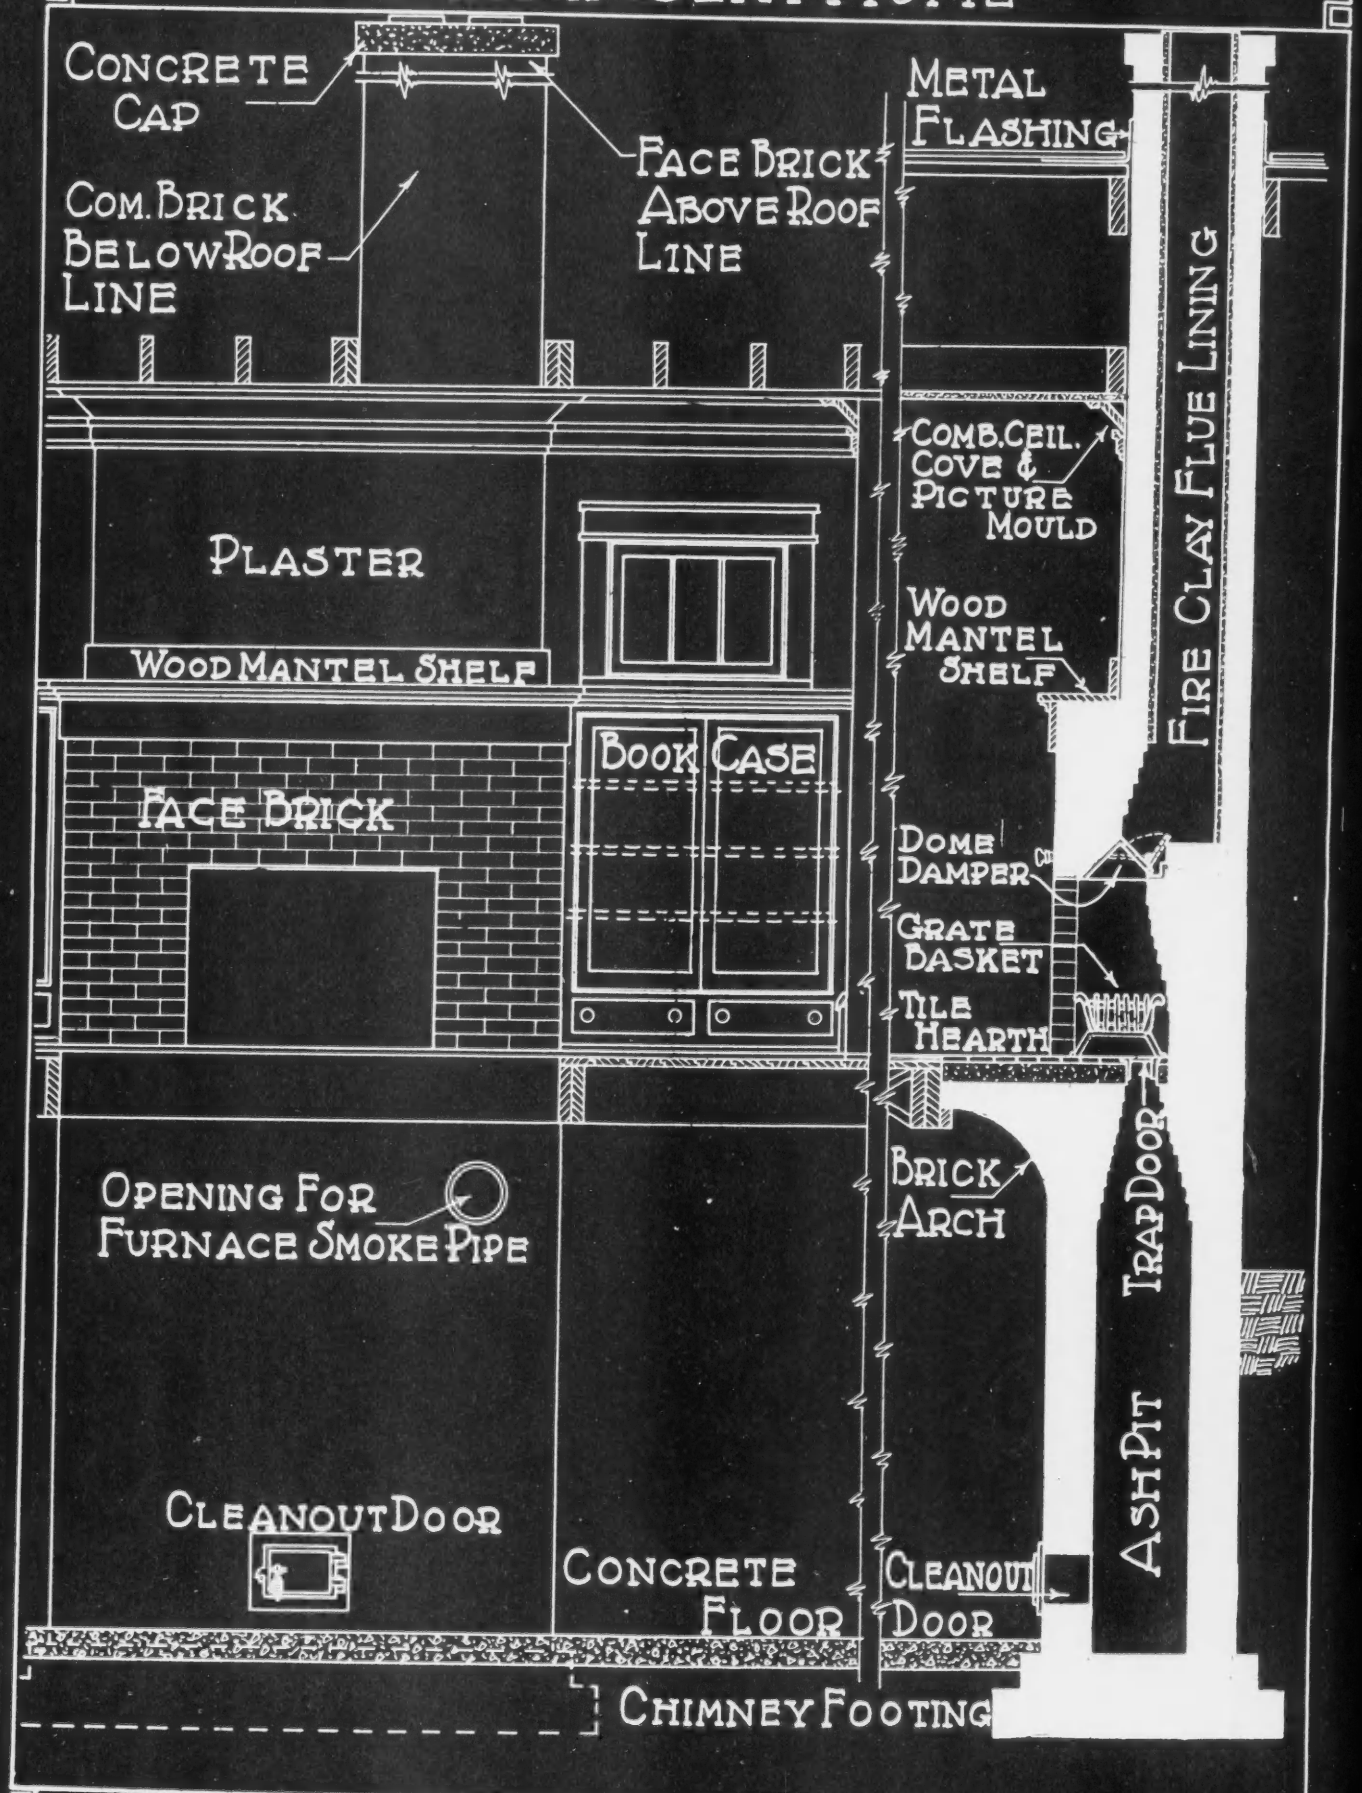 CONCRETE
CAP
COM. BRICK
BELOW ROOF
LINE
FACE BRICK
ABOVE ROOF
LINE
PLASTER
WOOD MANTEL SHELF
FACE BRICK
BOOK CASE
OPENING FOR
FURNACE SMOKE PIPE
CLEANOUT DOOR
CONCRETE
FLOOR
CHIMNEY FOOTING
METAL
FLASHING
FIRE CLAY FLUE LINING
COMB. CEIL.
COVE &
PICTURE
MOULD
WOOD
MANTEL
SHELF
DOME
DAMPER
GRATE
BASKET
TILE
HEARTH
BRICK
ARCH
TRAP DOOR
ASH PIT
CLEANOUT
DOOR